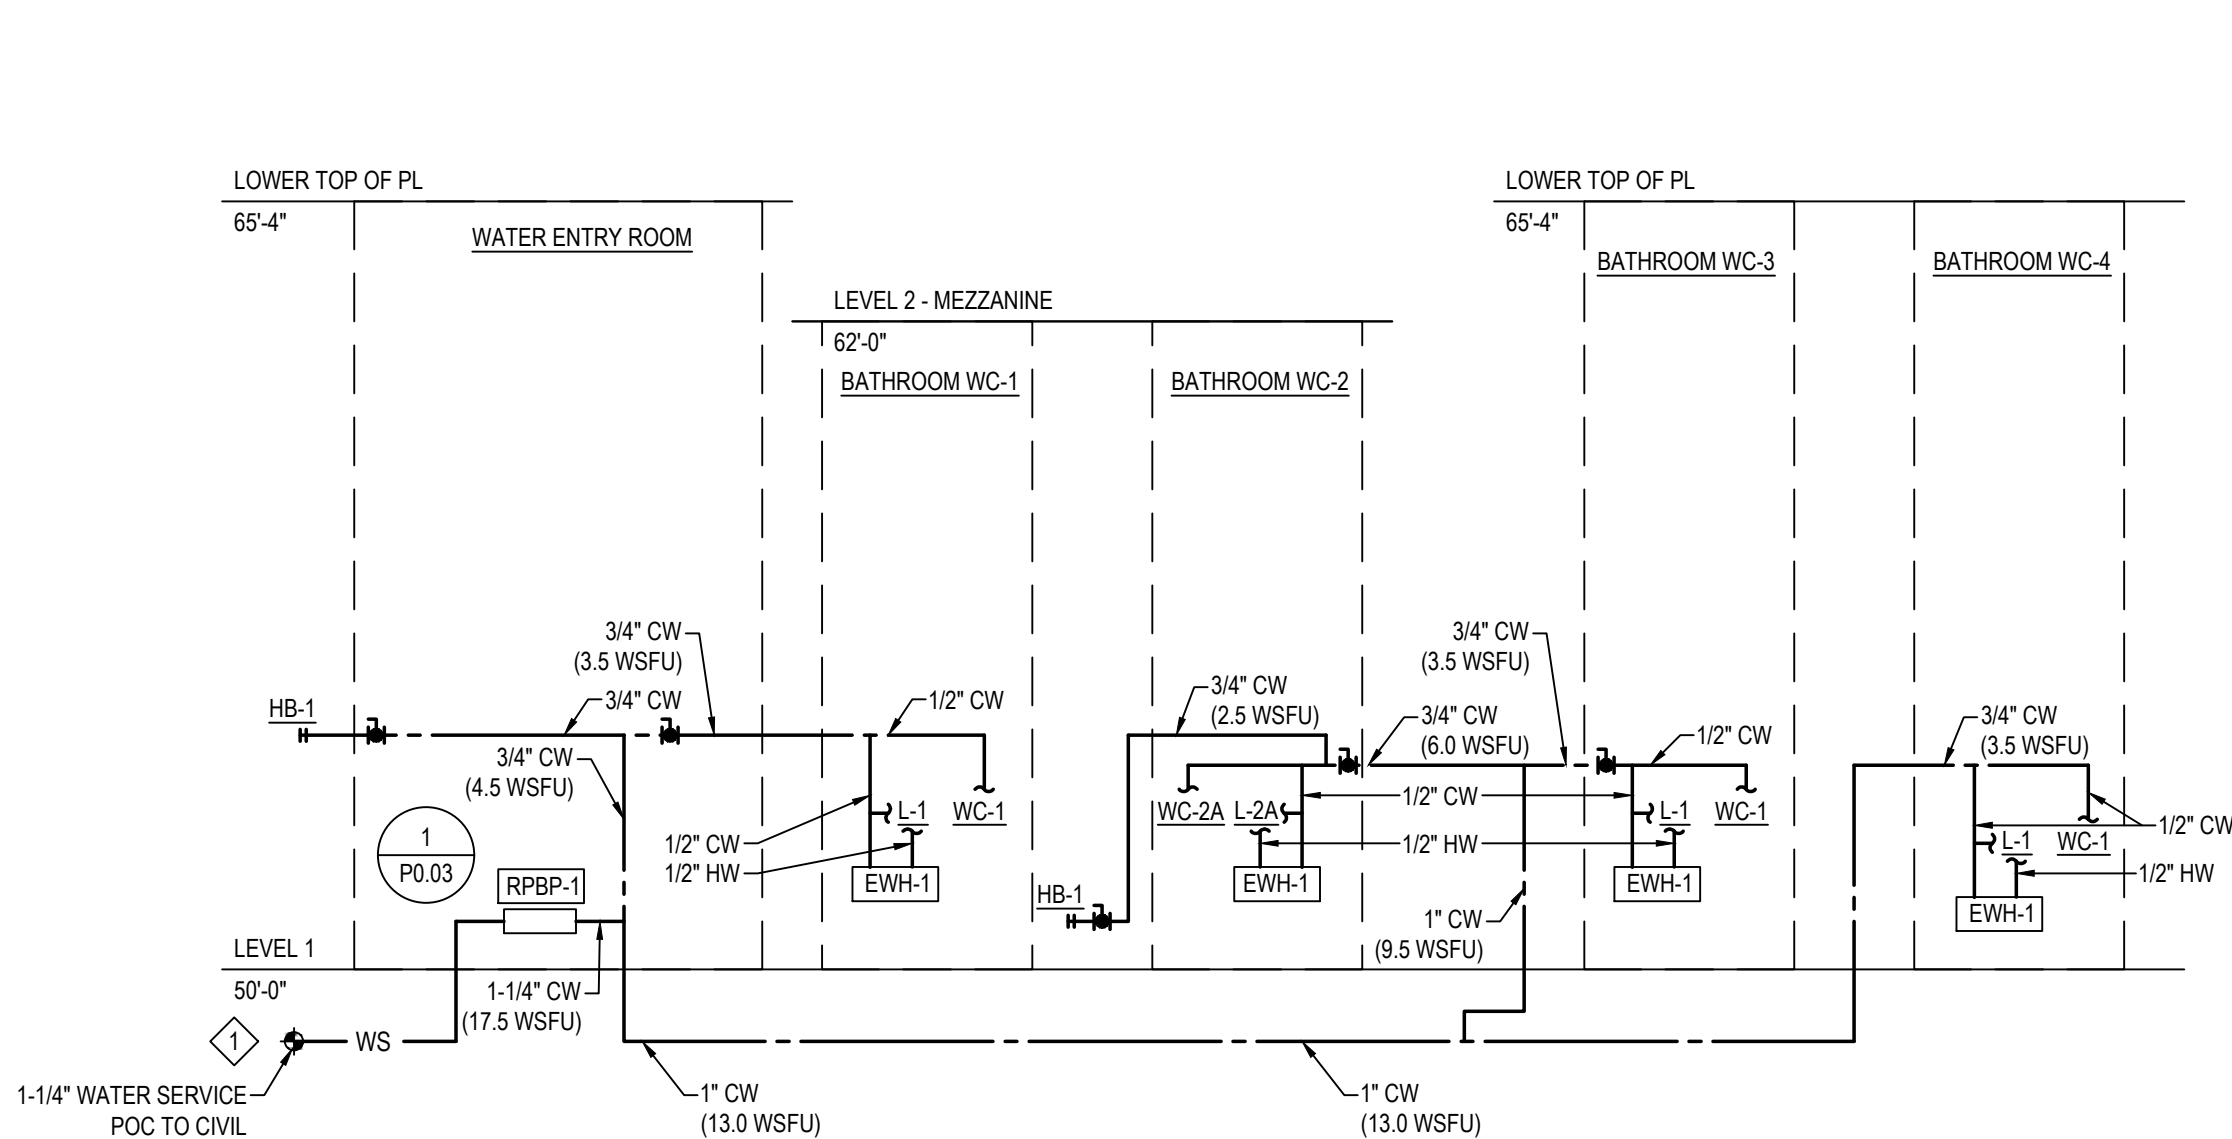 LOWER TOP OF PL
65'-4"
WATER ENTRY ROOM
LEVEL 2 - MEZZANINE
62'-0"
BATHROOM WC-1
BATHROOM WC-2
LOWER TOP OF PL
65'-4"
BATHROOM WC-3
BATHROOM WC-4
3/4" CW
(3.5 WSFU)
3/4" CW
HB-1
3/4" CW
(4.5 WSFU)
1
P0.03
RPBP-1
1/2" CW
1/2" CW
1/2" HW
L-1
WC-1
EWH-1
3/4" CW
(2.5 WSFU)
3/4" CW
(6.0 WSFU)
3/4" CW
(3.5 WSFU)
WC-2A
L-2A
1/2" CW
1/2" HW
EWH-1
HB-1
1/2" CW
L-1
WC-1
EWH-1
1" CW
(9.5 WSFU)
3/4" CW
(3.5 WSFU)
L-1
WC-1
1/2" CW
1/2" HW
EWH-1
LEVEL 1
50'-0"
1-1/4" CW
(17.5 WSFU)
1
WS
1-1/4" WATER SERVICE
POC TO CIVIL
1" CW
(13.0 WSFU)
1" CW
(13.0 WSFU)